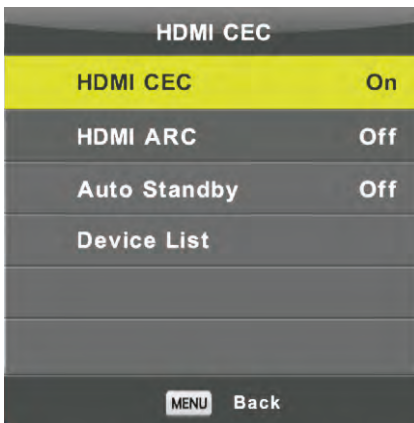 HDMI CEC
HDMI CEC On
HDMI ARC Off
Auto Standby Off
Device List
MENU Back